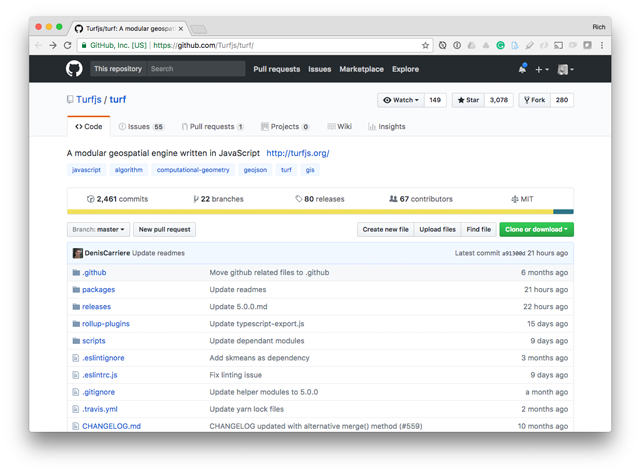 Turfjs/turf: A modular geospati
Rich
GitHub, Inc. [US] https://github.com/Turfjs/turf/
This repository Search Pull requests Issues Marketplace Explore
Turfjs / turf Watch 149 Star 3,078 Fork 280
Code Issues 55 Pull requests 1 Projects 0 Wiki Insights
A modular geospatial engine written in JavaScript http://turfjs.org/
javascript algorithm computational-geometry geojson turf gis
2,461 commits 22 branches 80 releases 67 contributors MIT
Branch: master New pull request Create new file Upload files Find file Clone or download
DenisCarriere Update readmes Latest commit a91300d 21 hours ago
.github Move github related files to .github 6 months ago
packages Update readmes 21 hours ago
releases Update 5.0.0.md 22 hours ago
rollup-plugins Update typescript-export.js 15 days ago
scripts Update dependant modules 9 days ago
.eslintignore Add skmeans as dependency 3 months ago
.eslintrc.js Fix linting issue 9 days ago
.gitignore Update helper modules to 5.0.0 a month ago
.travis.yml Update yarn lock files 2 months ago
CHANGELOG.md CHANGELOG updated with alternative merge() method (#559) 10 months ago